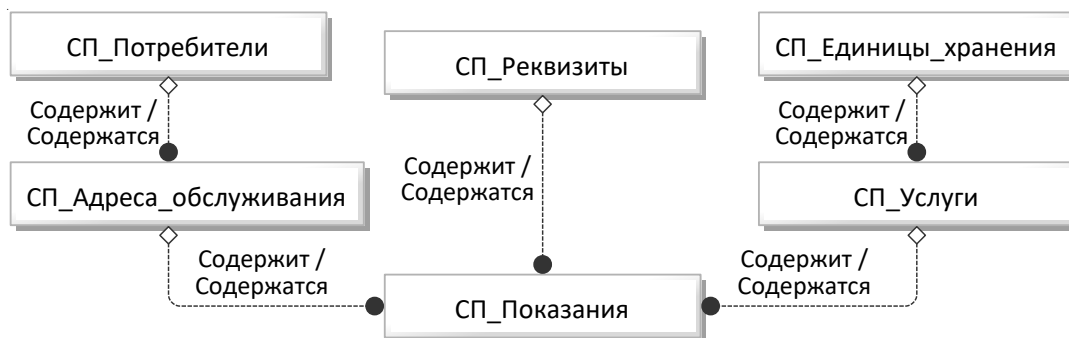 СП_Потребители
СП_Реквизиты
СП_Единицы_хранения
Содержит /
Содержатся
Содержит /
Содержатся
Содержит /
Содержатся
СП_Адреса_обслуживания
СП_Услуги
Содержит /
Содержатся
Содержит /
Содержатся
СП_Показания